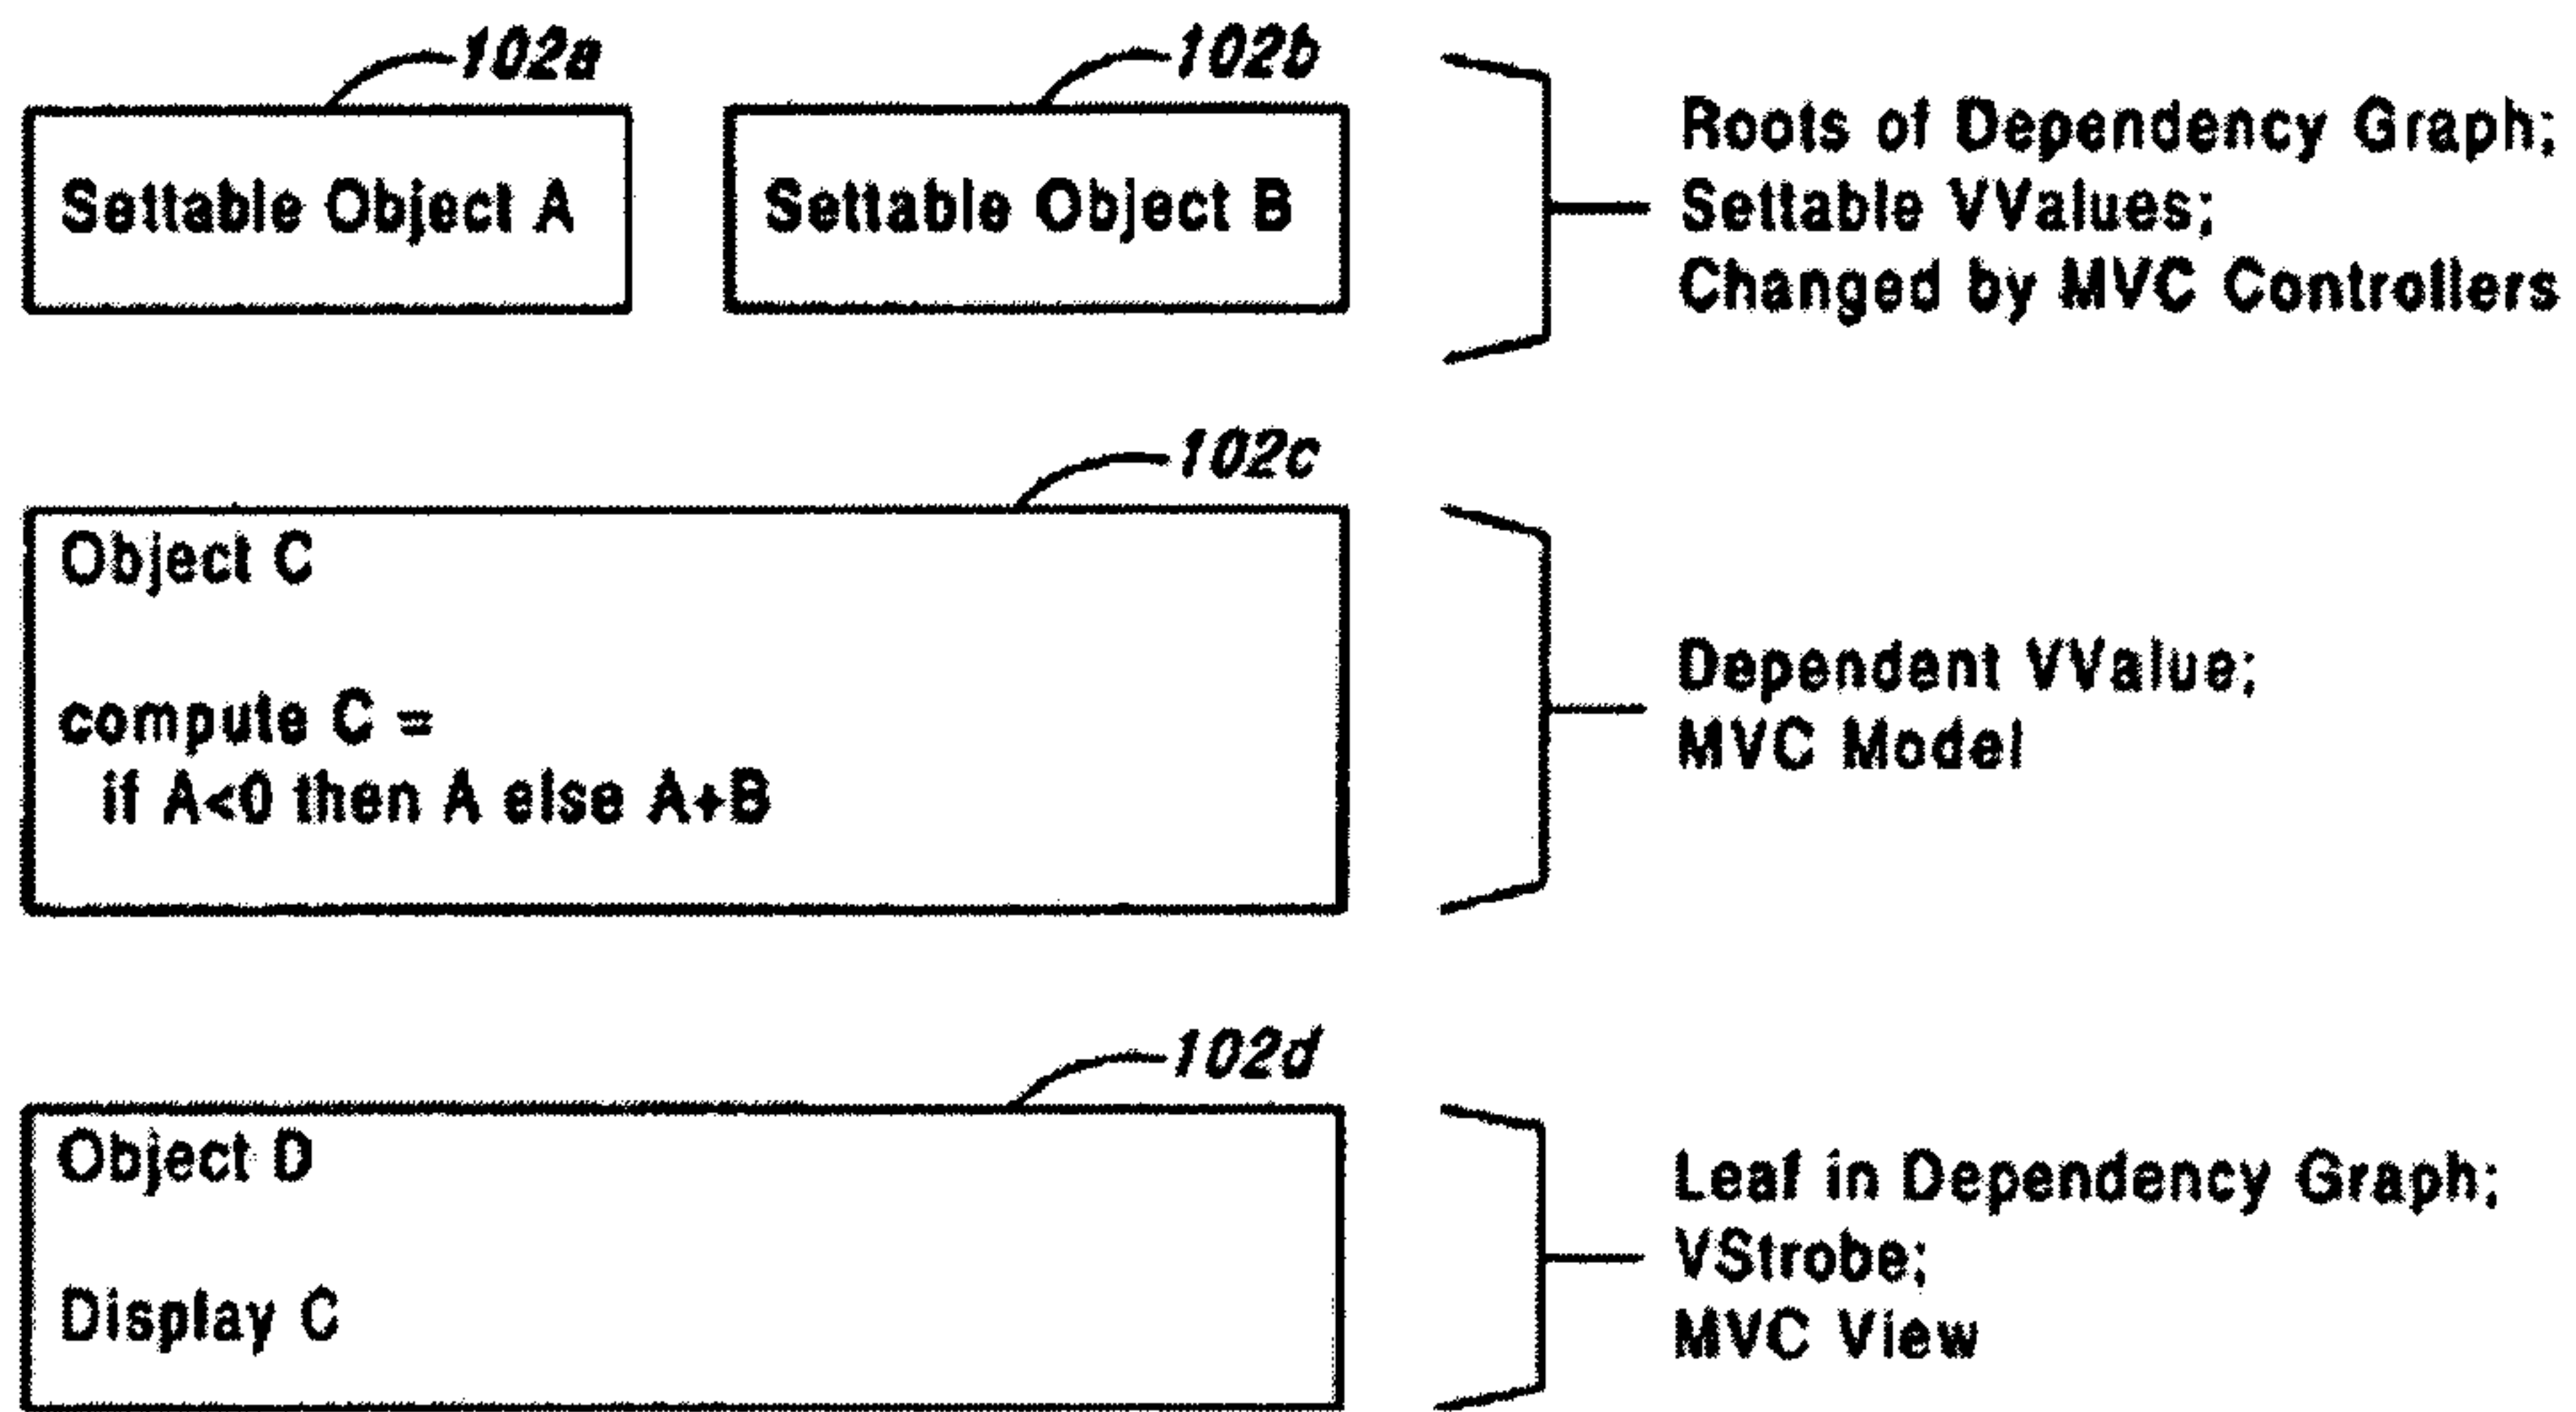 102a
102b
Settable Object A
Settable Object B
Roots of Dependency Graph;
Settable VValues;
Changed by MVC Controllers
102c
Object C
compute C =
if A<0 then A else A+B
Dependent VValue;
MVC Model
102d
Object D
Display C
Leaf in Dependency Graph;
VStrobe;
MVC View